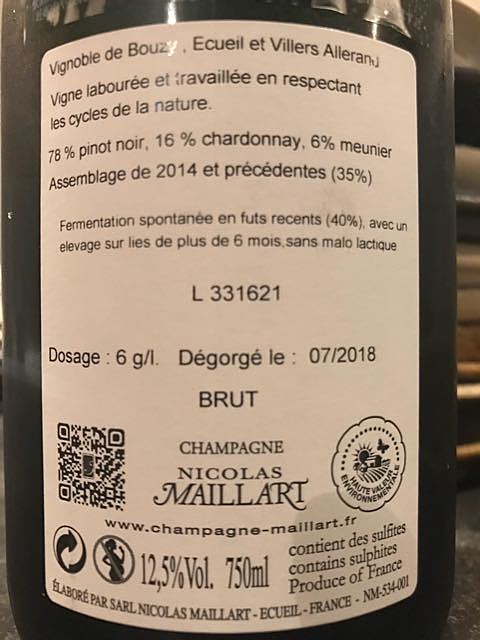 Vignoble de Bouzy, Ecueil et Villers Allerand
Vigne labourée et travaillée en respectant
les cycles de la nature.
78 % pinot noir, 16 % chardonnay, 6% meunier
Assemblage de 2014 et précédentes (35%)
Fermentation spontanée en futs recents (40%), avec un
elevage sur lies de plus de 6 mois,sans malo lactique
L 331621
Dosage : 6 g/l. Dégorgé le : 07/2018
BRUT
CHAMPAGNE
NICOLAS
MAILLART
HAUTE VALEUR
ENVIRONNEMENTALE
www.champagne-maillart.fr
12,5%Vol. 750ml
contient des sulfites
contains sulphites
Produce of France
ÉLABORÉ PAR SARL NICOLAS MAILLART - ECUEIL - FRANCE - NM-534-001